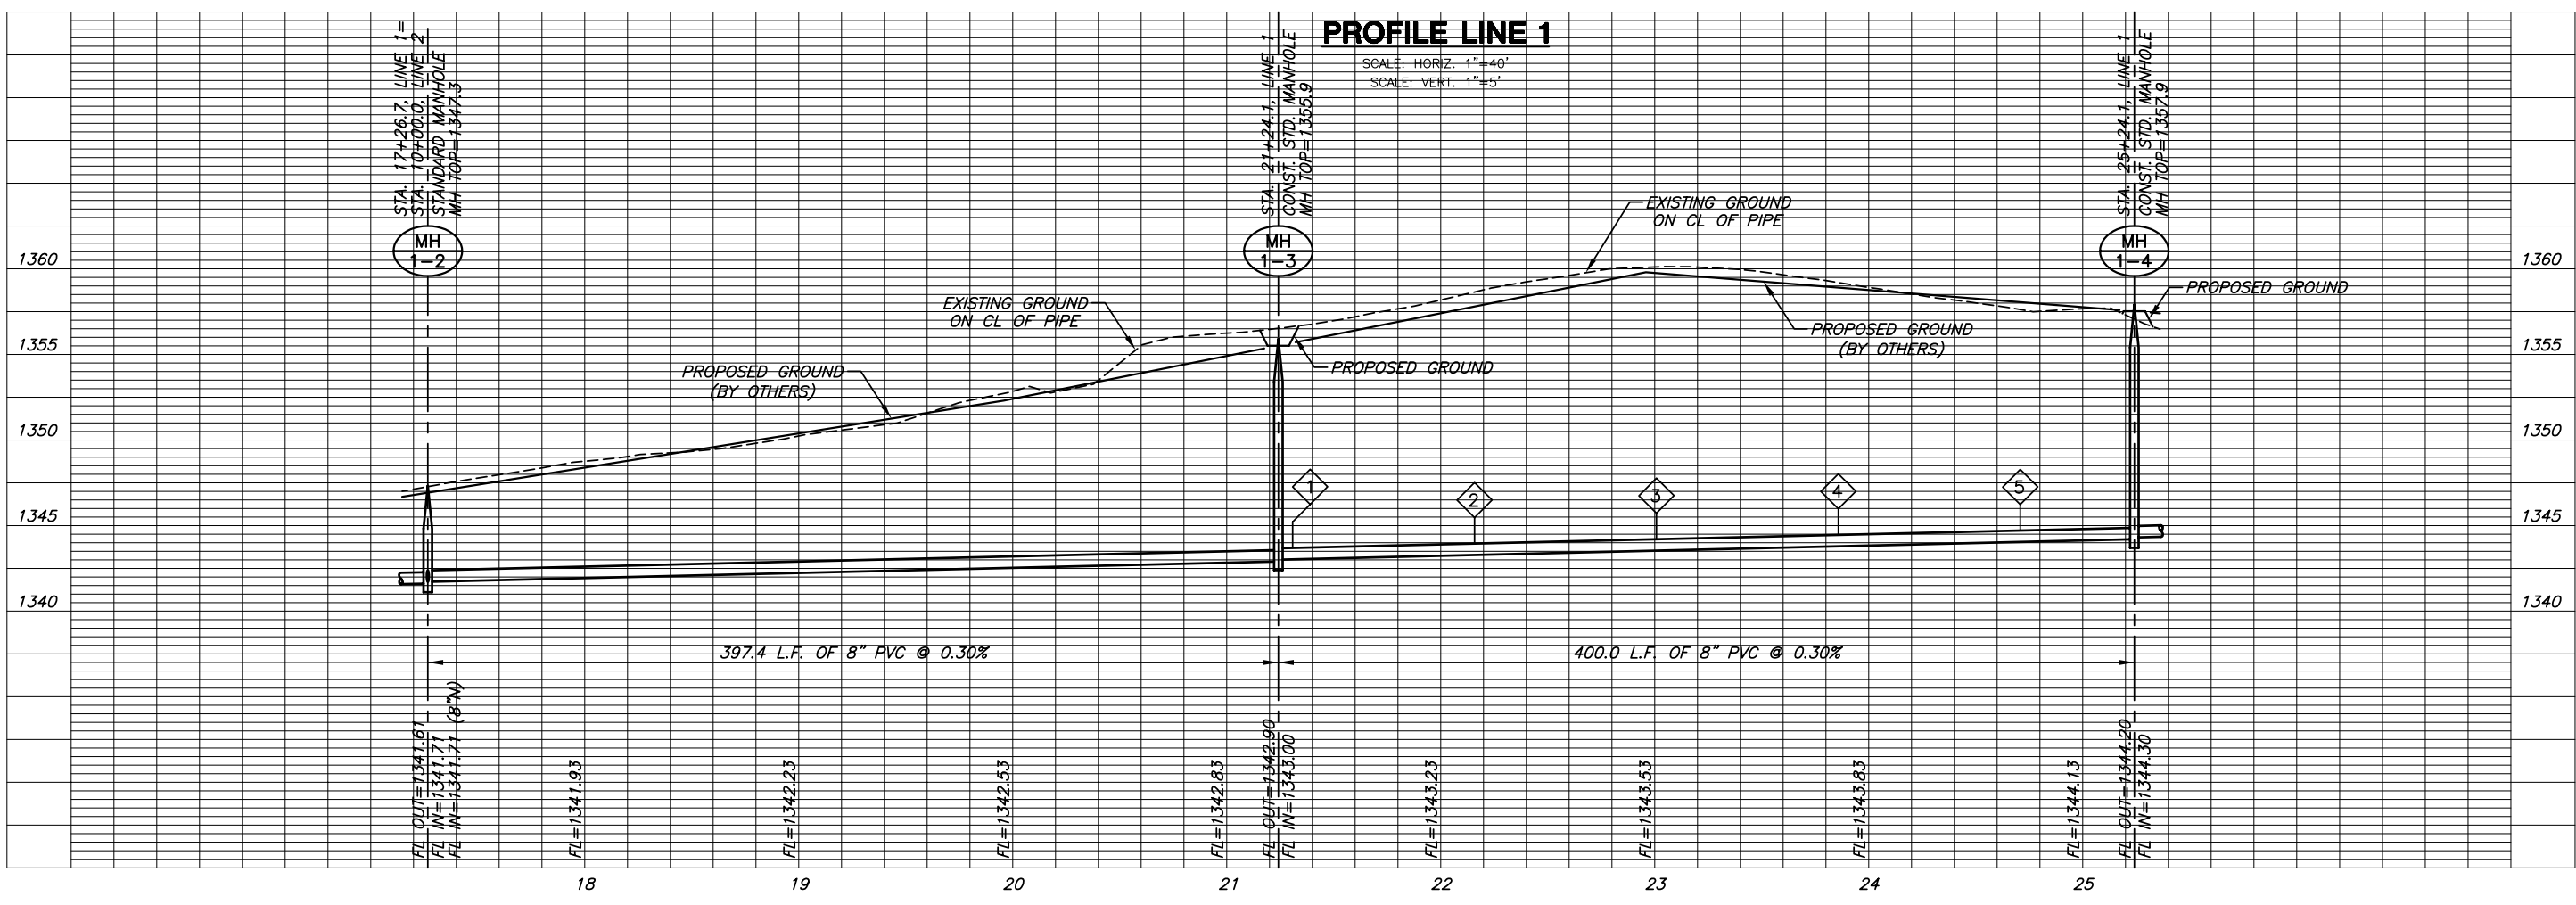 PROFILE LINE 1
SCALE: HORIZ. 1"=40'
SCALE: VERT. 1"=5'
STA. 17+26.7, LINE 1=
STA. 10+00.0, LINE 2
STANDARD MANHOLE
MH TOP=1347.3
STA. 21+24.1, LINE 1
CONST. STD. MANHOLE
MH TOP=1355.9
STA. 25+24.1, LINE 1
CONST. STD. MANHOLE
MH TOP=1357.9
MH
1-2
MH
1-3
MH
1-4
EXISTING GROUND
ON CL OF PIPE
1360
1360
PROPOSED GROUND
EXISTING GROUND
ON CL OF PIPE
PROPOSED GROUND
(BY OTHERS)
1355
1355
PROPOSED GROUND
(BY OTHERS)
PROPOSED GROUND
1350
1350
1
2
3
4
5
1345
1345
1340
1340
397.4 L.F. OF 8" PVC @ 0.30%
400.0 L.F. OF 8" PVC @ 0.30%
FL OUT=1341.61
FL IN=1341.71
FL IN=1341.71 (8"N)
FL=1341.93
FL=1342.23
FL=1342.53
FL=1342.83
FL OUT=1342.90
FL IN=1343.00
FL=1343.23
FL=1343.53
FL=1343.83
FL=1344.13
FL OUT=1344.20
FL IN=1344.30
18
19
20
21
22
23
24
25